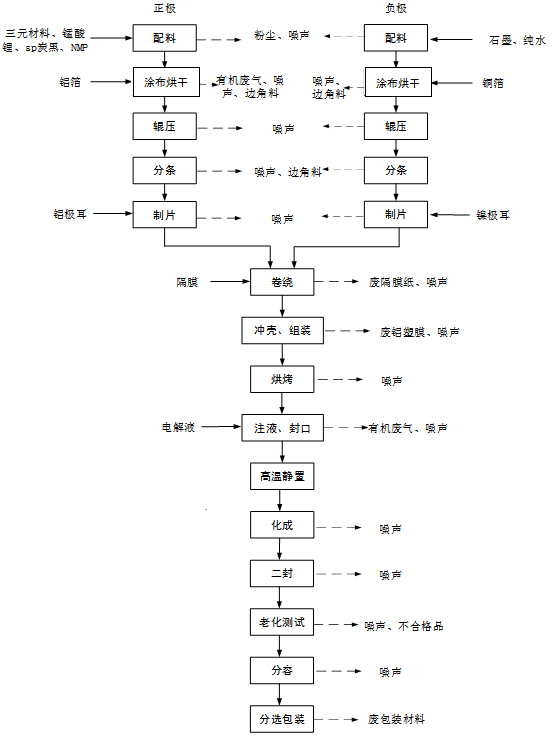 正极
负极
三元材料、锰酸
锂、sp炭黑、NMP
配料
粉尘、噪声
配料
石墨、纯水
铝箔
涂布烘干
有机废气、噪
声、边角料
噪声、
边角料
涂布烘干
铜箔
辊压
噪声
辊压
分条
噪声、边角料
分条
铝极耳
制片
噪声
制片
镍极耳
隔膜
卷绕
废隔膜纸、噪声
冲壳、组装
废铝塑膜、噪声
烘烤
噪声
电解液
注液、封口
有机废气、噪声
高温静置
化成
噪声
二封
噪声
老化测试
噪声、不合格品
分容
噪声
分选包装
废包装材料